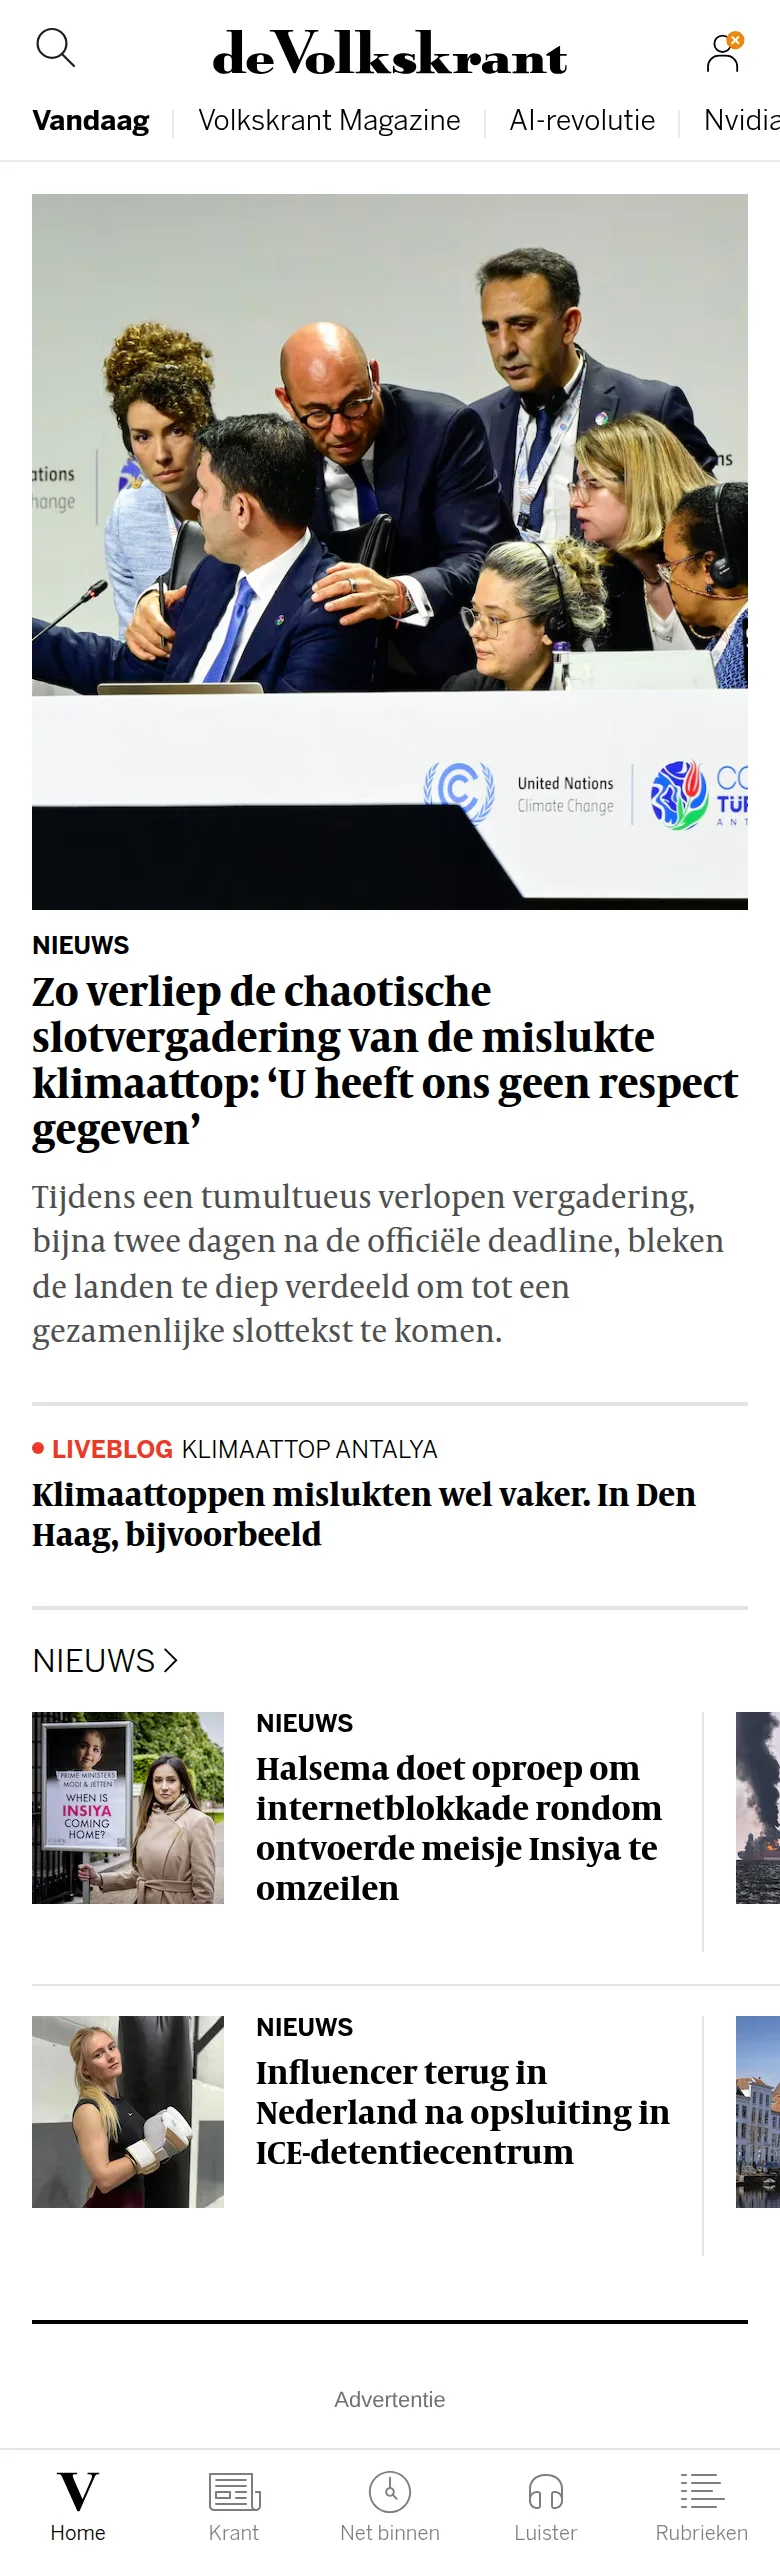 deVolkskrant
Vandaag
Volkskrant Magazine
AI-revolutie
Nvidia
ations
hange
ns
United Nations
Climate Change
CO
TÜR
ANT
NIEUWS
Zo verliep de chaotische
slotvergadering van de mislukte
klimaattop: ‘U heeft ons geen respect
gegeven’
Tijdens een tumultueus verlopen vergadering,
bijna twee dagen na de officiële deadline, bleken
de landen te diep verdeeld om tot een
gezamenlijke slottekst te komen.
LIVEBLOG KLIMAATTOP ANTALYA
Klimaattoppen mislukten wel vaker. In Den
Haag, bijvoorbeeld
NIEUWS
PRIME MINISTERS
MODI & JETTEN
WHEN IS
INSIYA
COMING
HOME?
NIEUWS
Halsema doet oproep om
internetblokkade rondom
ontvoerde meisje Insiya te
omzeilen
NIEUWS
Influencer terug in
Nederland na opsluiting in
ICE-detentiecentrum
Advertentie
V
Home
Krant
Net binnen
Luister
Rubrieken